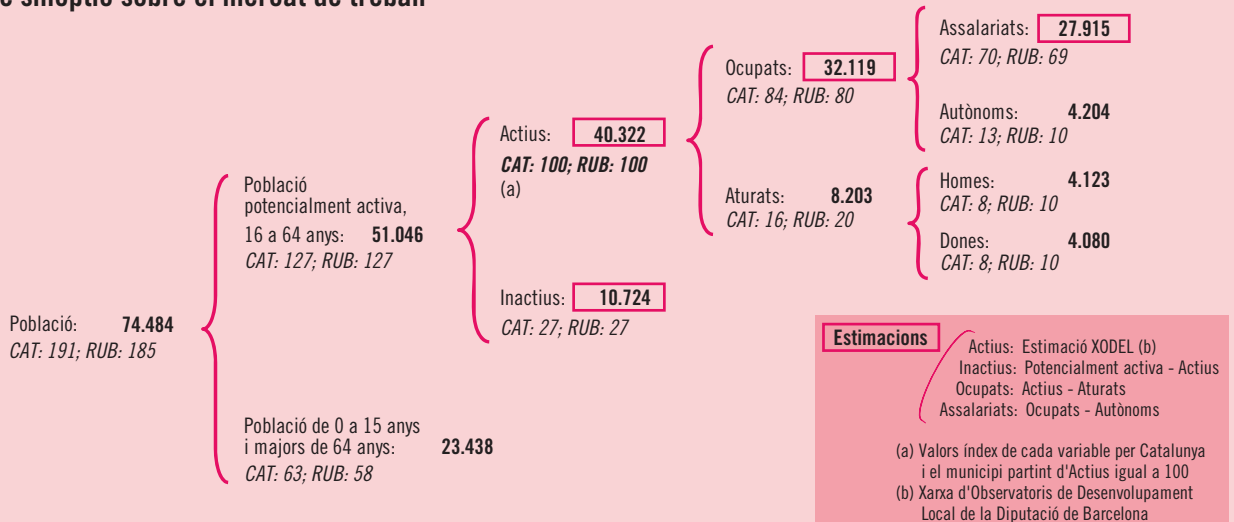 sinòptic sobre el mercat de treball
Població: 74.484
CAT: 191; RUB: 185
Població
potencialment activa,
16 a 64 anys: 51.046
CAT: 127; RUB: 127
Població de 0 a 15 anys
i majors de 64 anys: 23.438
CAT: 63; RUB: 58
Actius: 40.322
CAT: 100; RUB: 100
(a)
Inactius: 10.724
CAT: 27; RUB: 27
Ocupats: 32.119
CAT: 84; RUB: 80
Aturats: 8.203
CAT: 16; RUB: 20
Assalariats: 27.915
CAT: 70; RUB: 69
Autònoms: 4.204
CAT: 13; RUB: 10
Homes: 4.123
CAT: 8; RUB: 10
Dones: 4.080
CAT: 8; RUB: 10
Estimacions
Actius: Estimació XODEL (b)
Inactius: Potencialment activa - Actius
Ocupats: Actius - Aturats
Assalariats: Ocupats - Autònoms
(a) Valors índex de cada variable per Catalunya
i el municipi partint d'Actius igual a 100
(b) Xarxa d'Observatoris de Desenvolupament
Local de la Diputació de Barcelona